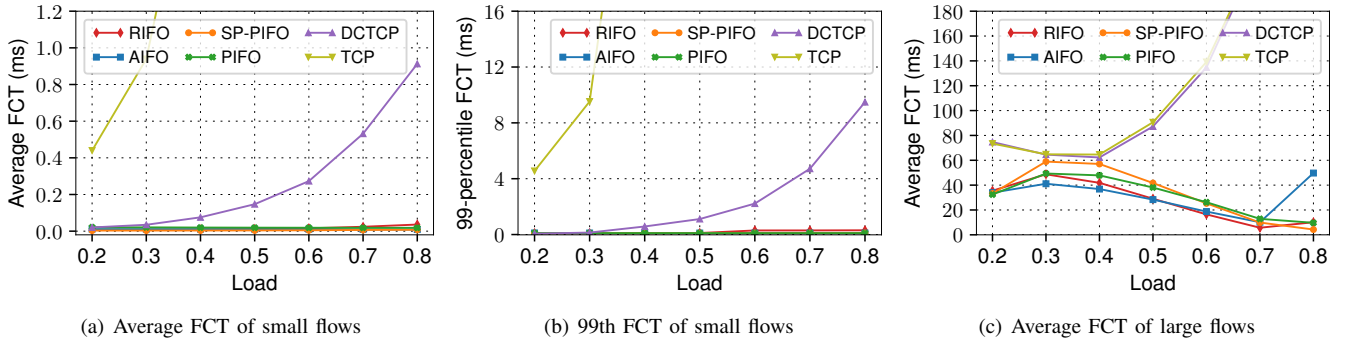 Average FCT (ms)
1.2
1.0
0.8
0.6
0.4
0.2
0.0
RIFO SP-PIFO DCTCP
AIFO PIFO TCP
0.2 0.3 0.4 0.5 0.6 0.7 0.8
Load
(a) Average FCT of small flows
99-percentile FCT (ms)
16
12
8
4
0
RIFO SP-PIFO DCTCP
AIFO PIFO TCP
0.2 0.3 0.4 0.5 0.6 0.7 0.8
Load
(b) 99th FCT of small flows
Average FCT (ms)
180
160
140
120
100
80
60
40
20
0
RIFO SP-PIFO DCTCP
AIFO PIFO TCP
0.2 0.3 0.4 0.5 0.6 0.7 0.8
Load
(c) Average FCT of large flows